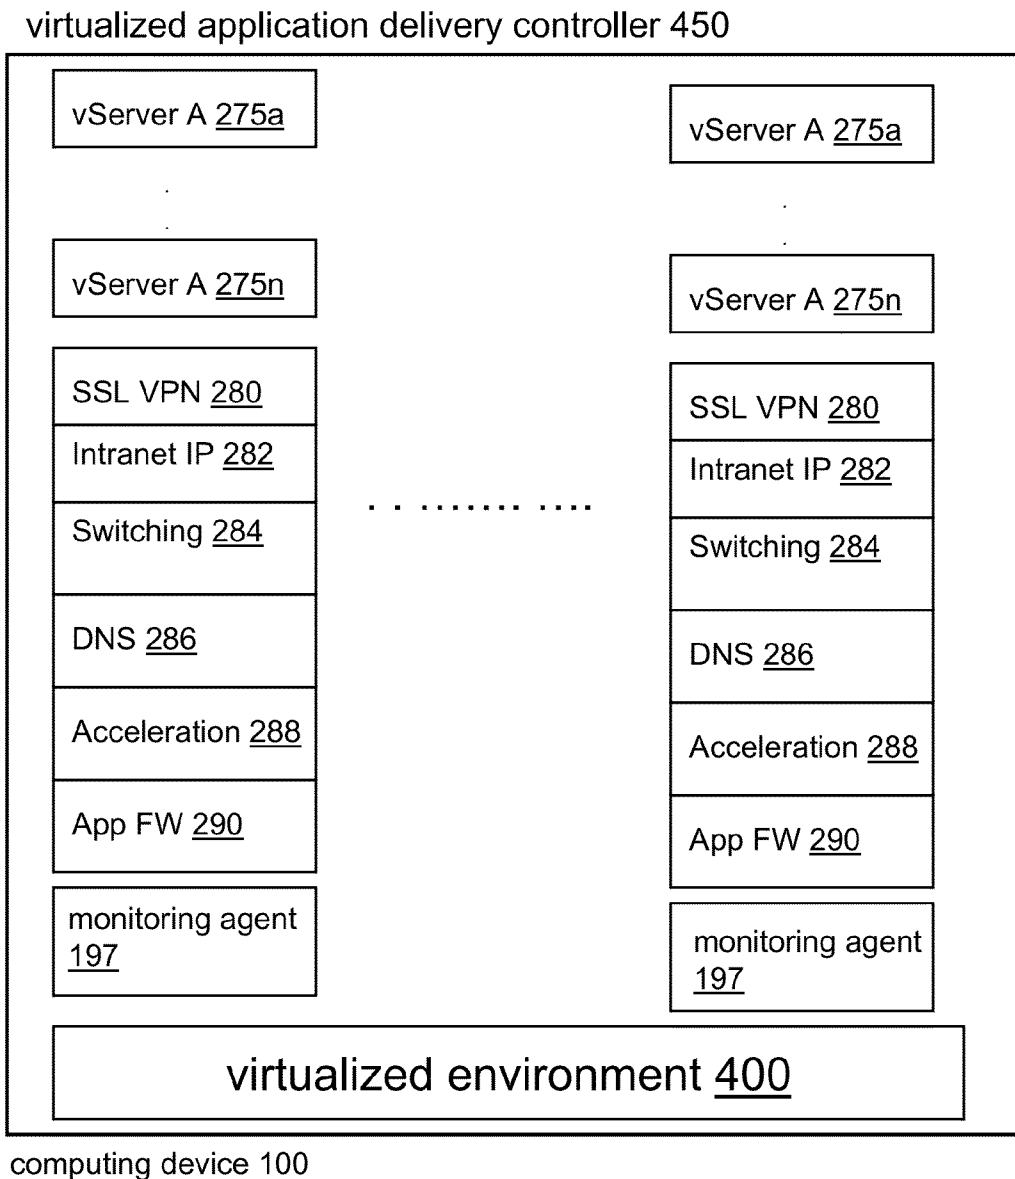 virtualized application delivery controller 450
vServer A 275a
vServer A 275n
SSL VPN 280
Intranet IP 282
Switching 284
DNS 286
Acceleration 288
App FW 290
monitoring agent
197
vServer A 275a
vServer A 275n
SSL VPN 280
Intranet IP 282
Switching 284
DNS 286
Acceleration 288
App FW 290
monitoring agent
197
virtualized environment 400
computing device 100